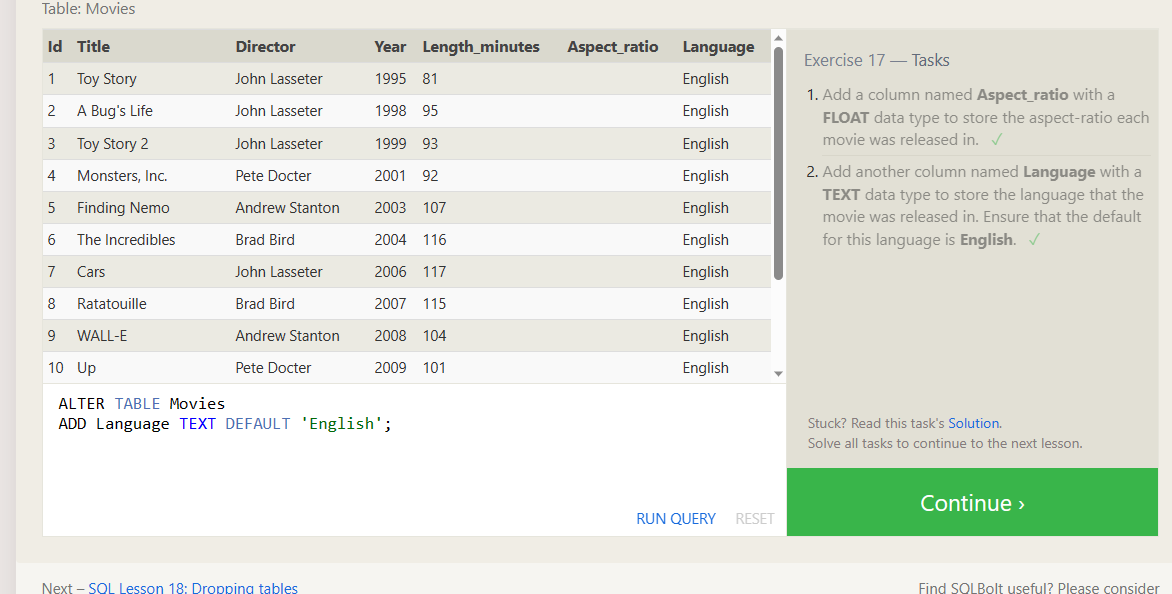 Table: Movies
Id Title Director Year Length_minutes Aspect_ratio Language
1 Toy Story John Lasseter 1995 81 English
2 A Bug's Life John Lasseter 1998 95 English
3 Toy Story 2 John Lasseter 1999 93 English
4 Monsters, Inc. Pete Docter 2001 92 English
5 Finding Nemo Andrew Stanton 2003 107 English
6 The Incredibles Brad Bird 2004 116 English
7 Cars John Lasseter 2006 117 English
8 Ratatouille Brad Bird 2007 115 English
9 WALL-E Andrew Stanton 2008 104 English
10 Up Pete Docter 2009 101 English
ALTER TABLE Movies
ADD Language TEXT DEFAULT 'English';
RUN QUERY RESET
Exercise 17 — Tasks
1. Add a column named Aspect_ratio with a
FLOAT data type to store the aspect-ratio each
movie was released in. ✓
2. Add another column named Language with a
TEXT data type to store the language that the
movie was released in. Ensure that the default
for this language is English. ✓
Stuck? Read this task's Solution.
Solve all tasks to continue to the next lesson.
Continue ›
Next – SQL Lesson 18: Dropping tables
Find SQLBolt useful? Please consider